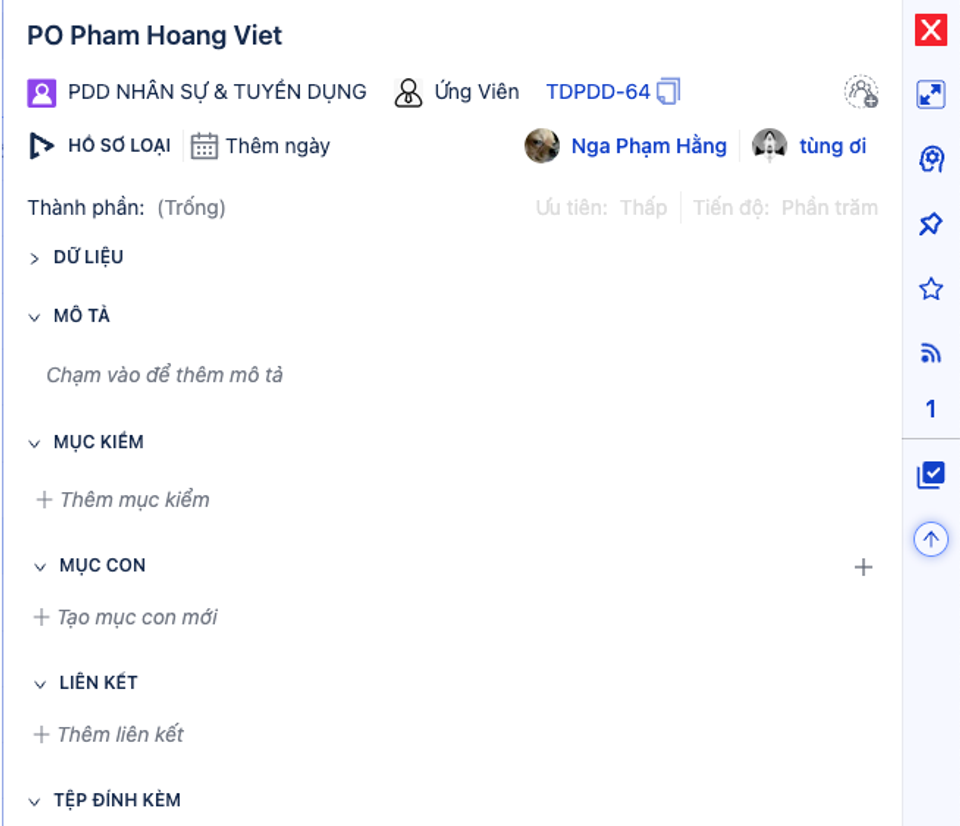 PO Pham Hoang Viet
PDD NHÂN SỰ & TUYỂN DỤNG Ứng Viên TDPDD-64
HỒ SƠ LOẠI Thêm ngày Nga Phạm Hằng tùng ơi
Thành phần: (Trống) Ưu tiên: Thấp Tiến độ: Phần trăm
DỮ LIỆU
MÔ TẢ
Chạm vào để thêm mô tả
1
MỤC KIỂM
Thêm mục kiểm
MỤC CON
Tạo mục con mới
LIÊN KẾT
Thêm liên kết
TỆP ĐÍNH KÈM